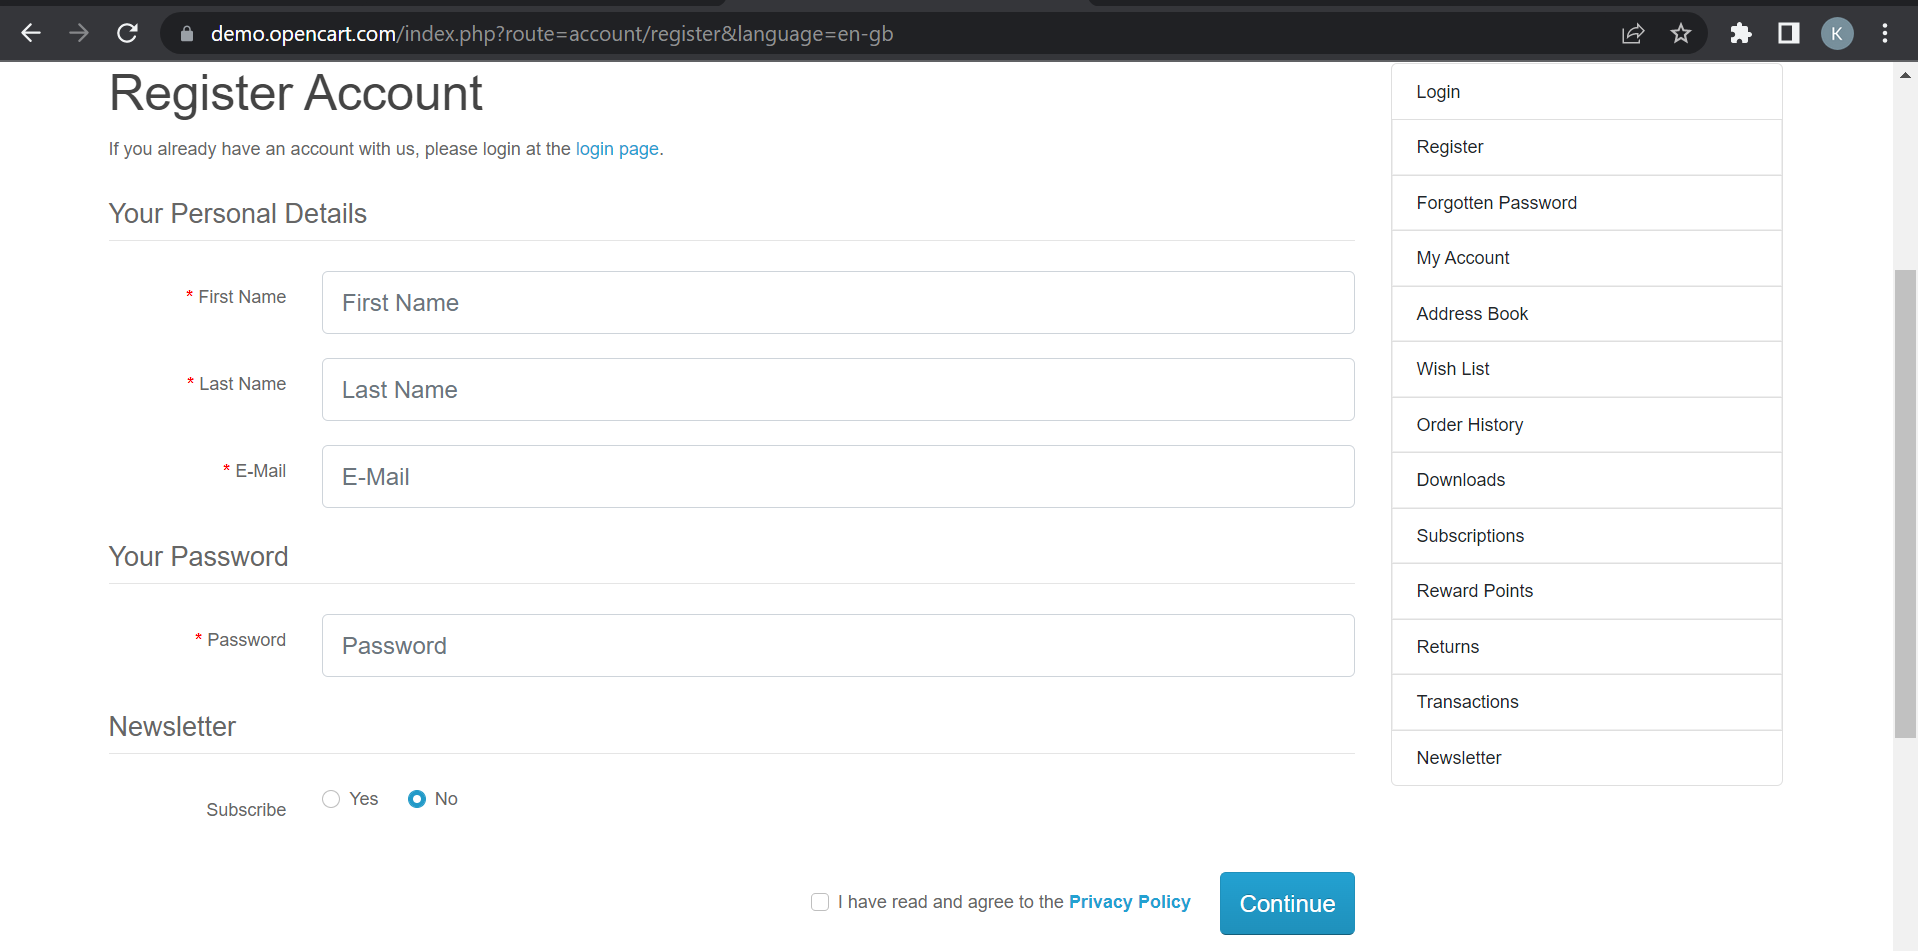 demo.opencart.com/index.php?route=account/register&language=en-gb
K
Register Account
If you already have an account with us, please login at the login page.
Your Personal Details
* First Name
First Name
* Last Name
Last Name
* E-Mail
E-Mail
Your Password
* Password
Password
Newsletter
Subscribe
Yes No
I have read and agree to the Privacy Policy
Continue
Login
Register
Forgotten Password
My Account
Address Book
Wish List
Order History
Downloads
Subscriptions
Reward Points
Returns
Transactions
Newsletter